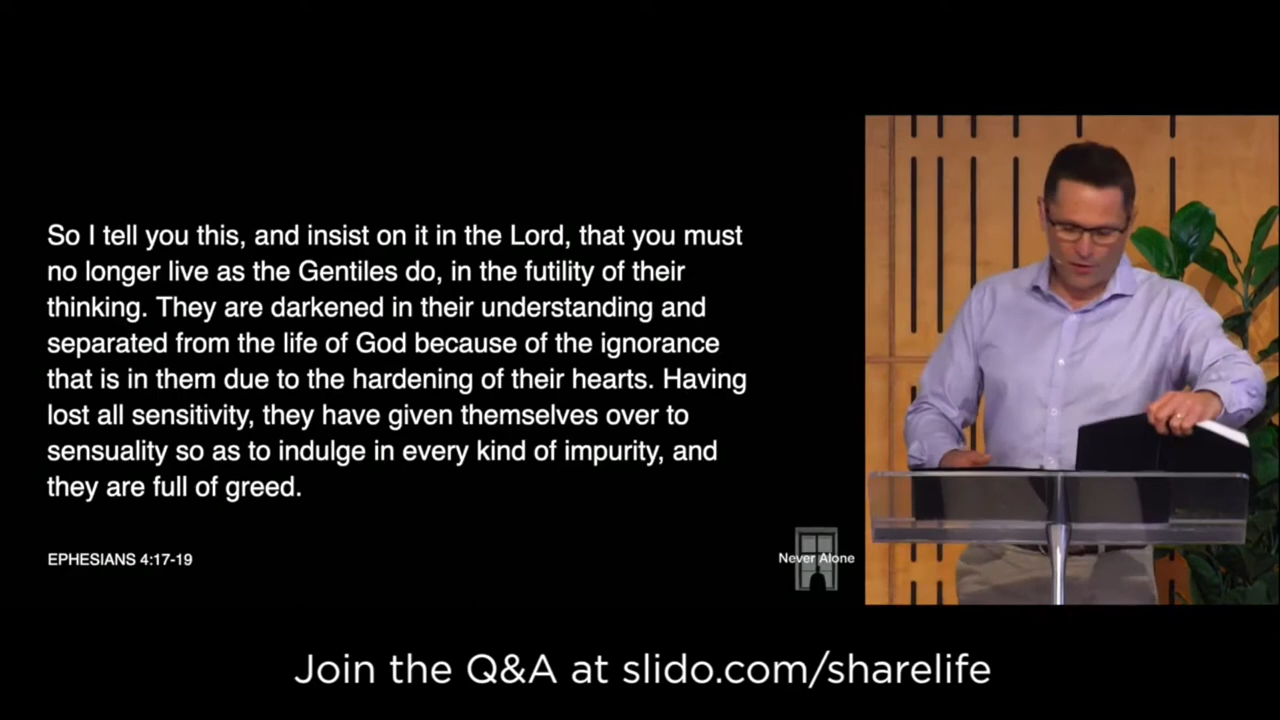 So I tell you this, and insist on it in the Lord, that you must
no longer live as the Gentiles do, in the futility of their
thinking. They are darkened in their understanding and
separated from the life of God because of the ignorance
that is in them due to the hardening of their hearts. Having
lost all sensitivity, they have given themselves over to
sensuality so as to indulge in every kind of impurity, and
they are full of greed.
EPHESIANS 4:17-19
Never Alone
Join the Q&A at slido.com/sharelife